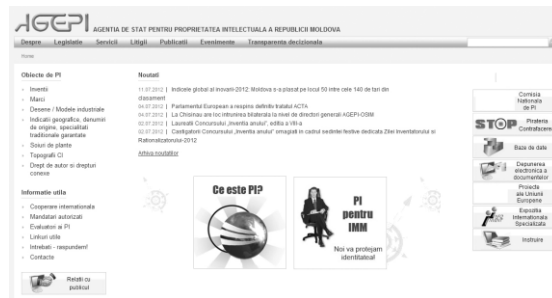 AGEPI
AGENTIA DE STAT PENTRU PROPRIETATEA INTELECTUALA A REPUBLICII MOLDOVA
Despre Legislatie Servicii Litigii Publicatii Evenimente Transparenta decizionala
Home
Obiecte de PI
Inventii
Marci
Desene / Modele industriale
Indicatii geografice, denumiri
de origine, specialitati
traditionale garantate
Soiuri de plante
Topografii CI
Drept de autor si drepturi
conexe
Informatie utila
Cooperare internationala
Mandatari autorizati
Evaluatori ai PI
Linkuri utile
Intrebati - raspundem!
Contacte
Relatii cu
publicul
Noutati
11.07.2012 | Indicele global al inovarii-2012: Moldova s-a plasat pe locul 50 intre cele 140 de tari din
clasament
04.07.2012 | Parlamentul European a respins definitiv tratatul ACTA
04.07.2012 | La Chisinau are loc intrunirea bilaterala la nivel de directori generali AGEPI-OSIM
02.07.2012 | Laureatii Concursului „Inventia anului", editia a VIII-a
02.07.2012 | Castigatorii Concursului „Inventia anului" omagiati in cadrul sedintei festive dedicata Zilei Inventatorului si
Rationalizatorului-2012
Arhiva noutatilor
Ce este PI?
PI
pentru
IMM
Noi va protejam
identitatea!
Comisia
Nationala
de PI
STOP Pirateria
Contrafacerea
Baze de date
Depunerea
electronica a
documentelor
Proiecte
ale Uniunii
Europene
Expozitia
Internationala
Specializata
Instruire